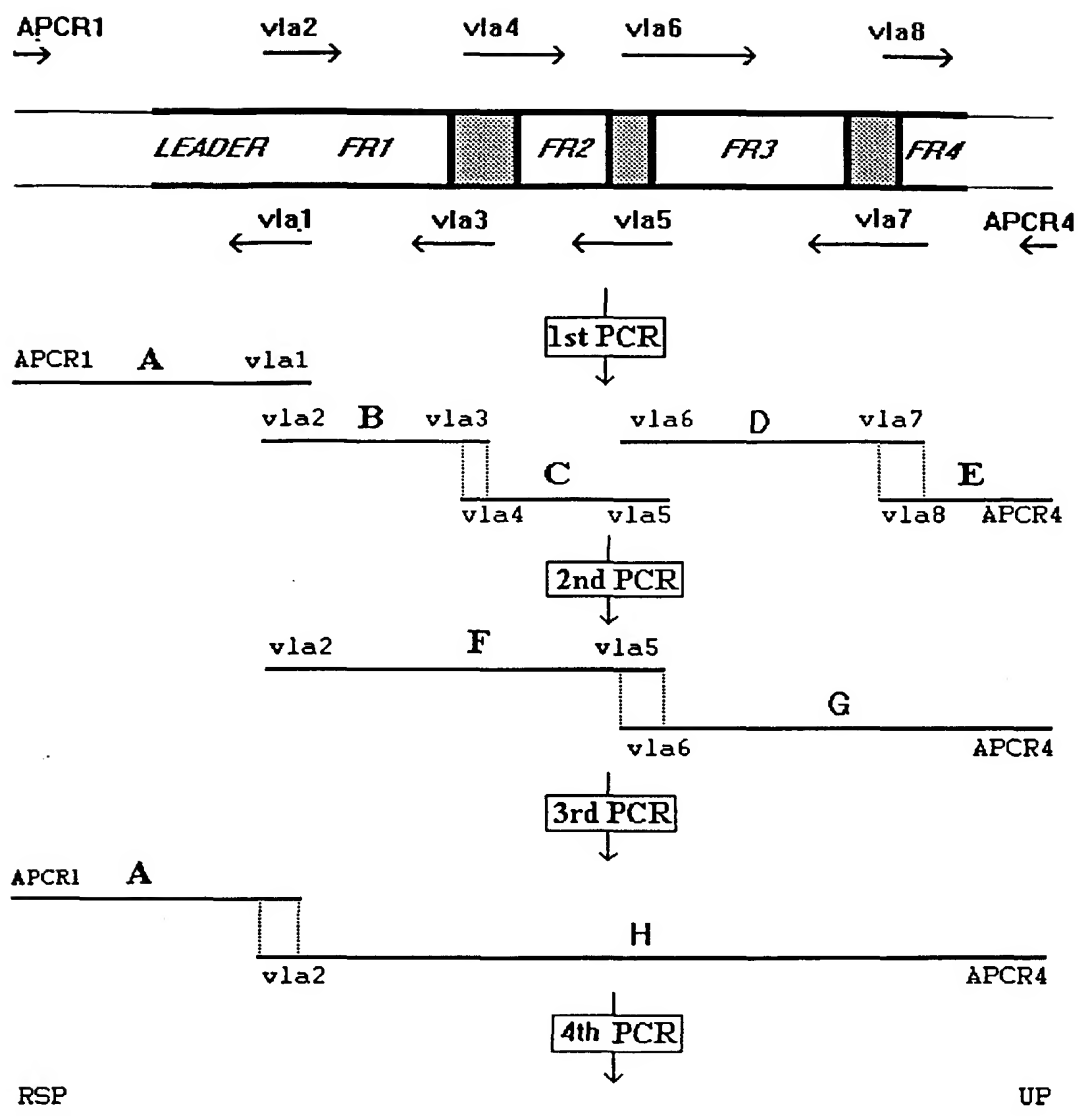 APCR1 vla2 vla4 vla6 vla8
LEADER FR1 FR2 FR3 FR4
vla1 vla3 vla5 vla7 APCR4
1st PCR
APCR1 A vla1
vla2 B vla3 vla6 D vla7
C E
vla4 vla5 vla8 APCR4
2nd PCR
vla2 F vla5
G
vla6 APCR4
3rd PCR
APCR1 A
H
vla2 APCR4
4th PCR
RSP UP